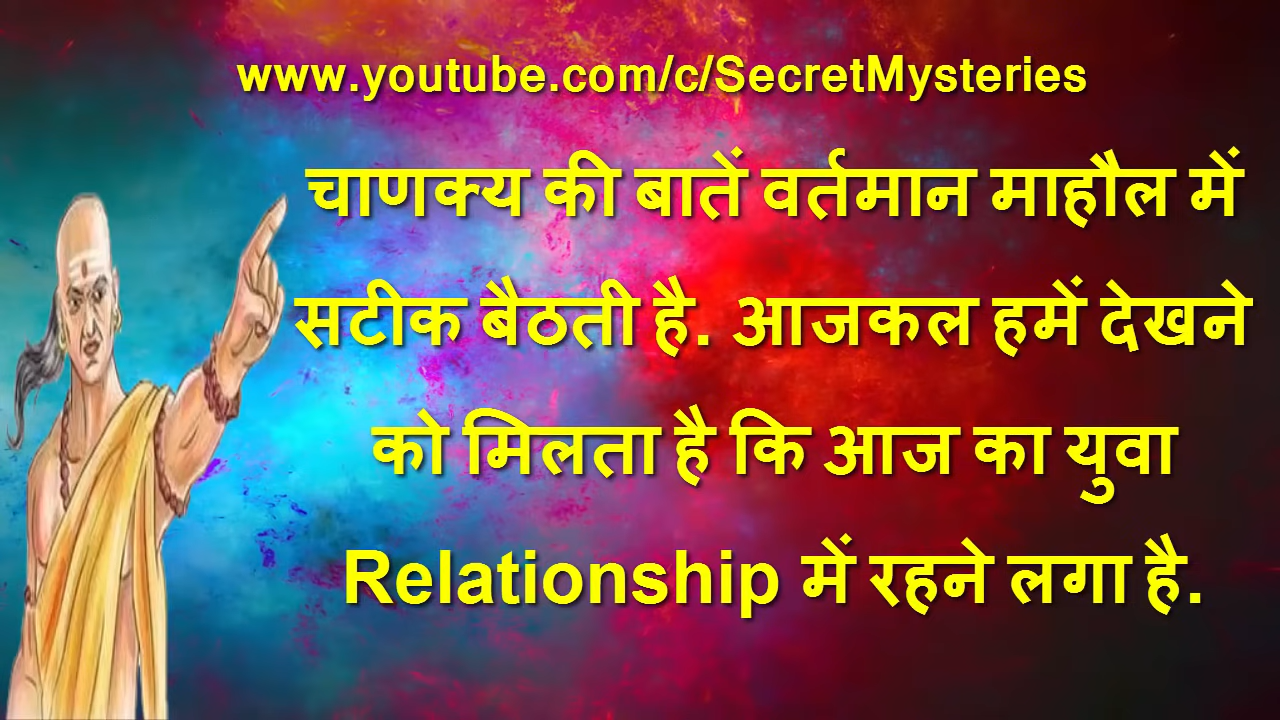 www.youtube.com/c/SecretMysteries
चाणक्य की बातें वर्तमान माहौल में
सटीक बैठती है. आजकल हमें देखने
को मिलता है कि आज का युवा
Relationship में रहने लगा है.